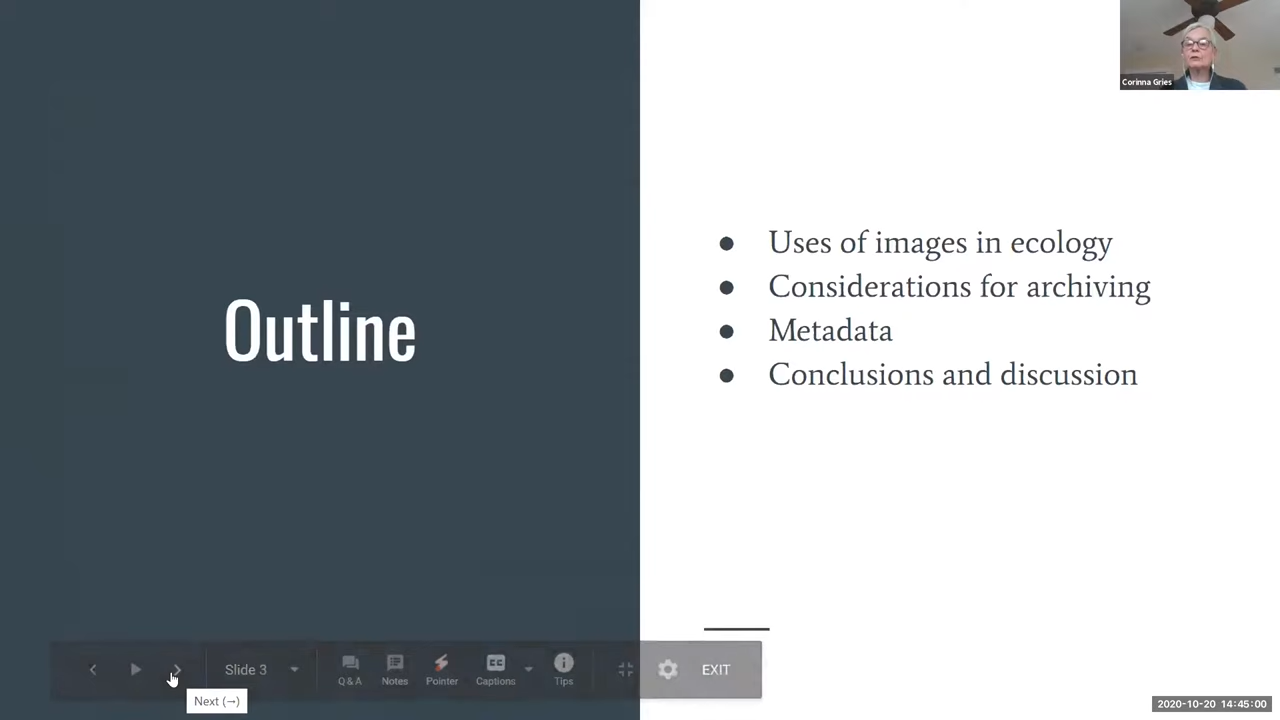 Corinna Gries
Outline
Uses of images in ecology
Considerations for archiving
Metadata
Conclusions and discussion
Slide 3
Q&A
Notes
Pointer
CC
Captions
Tips
EXIT
Next (→)
2020-10-20 14:45:00